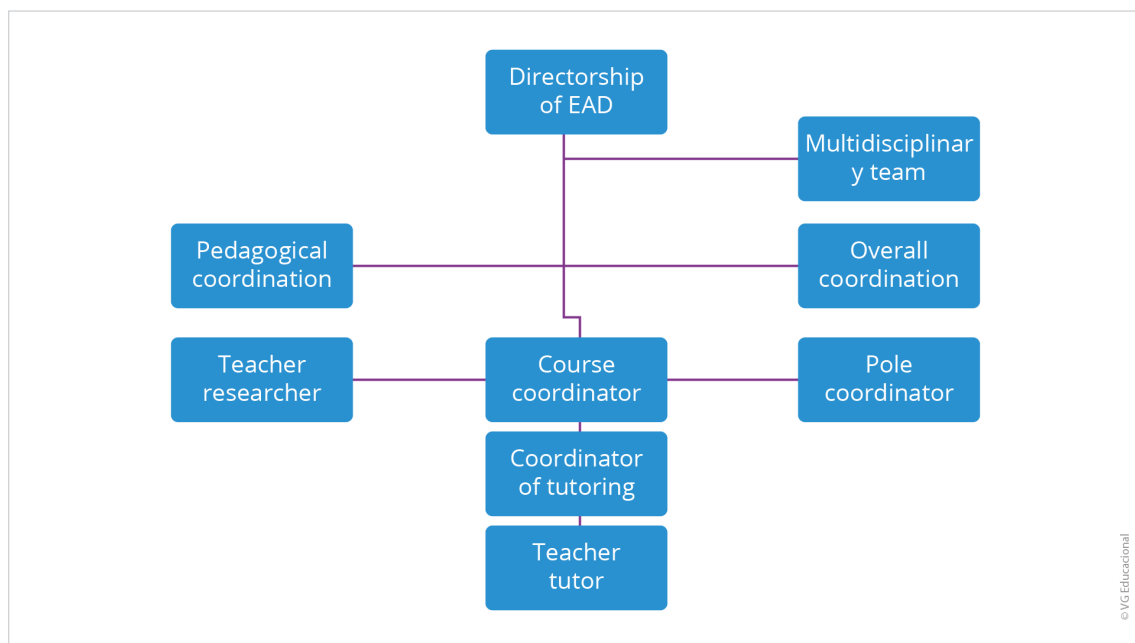 Directorship
of EAD
Multidisciplinar
y team
Pedagogical
coordination
Overall
coordination
Teacher
researcher
Course
coordinator
Pole
coordinator
Coordinator
of tutoring
Teacher
tutor
© VG Educacional